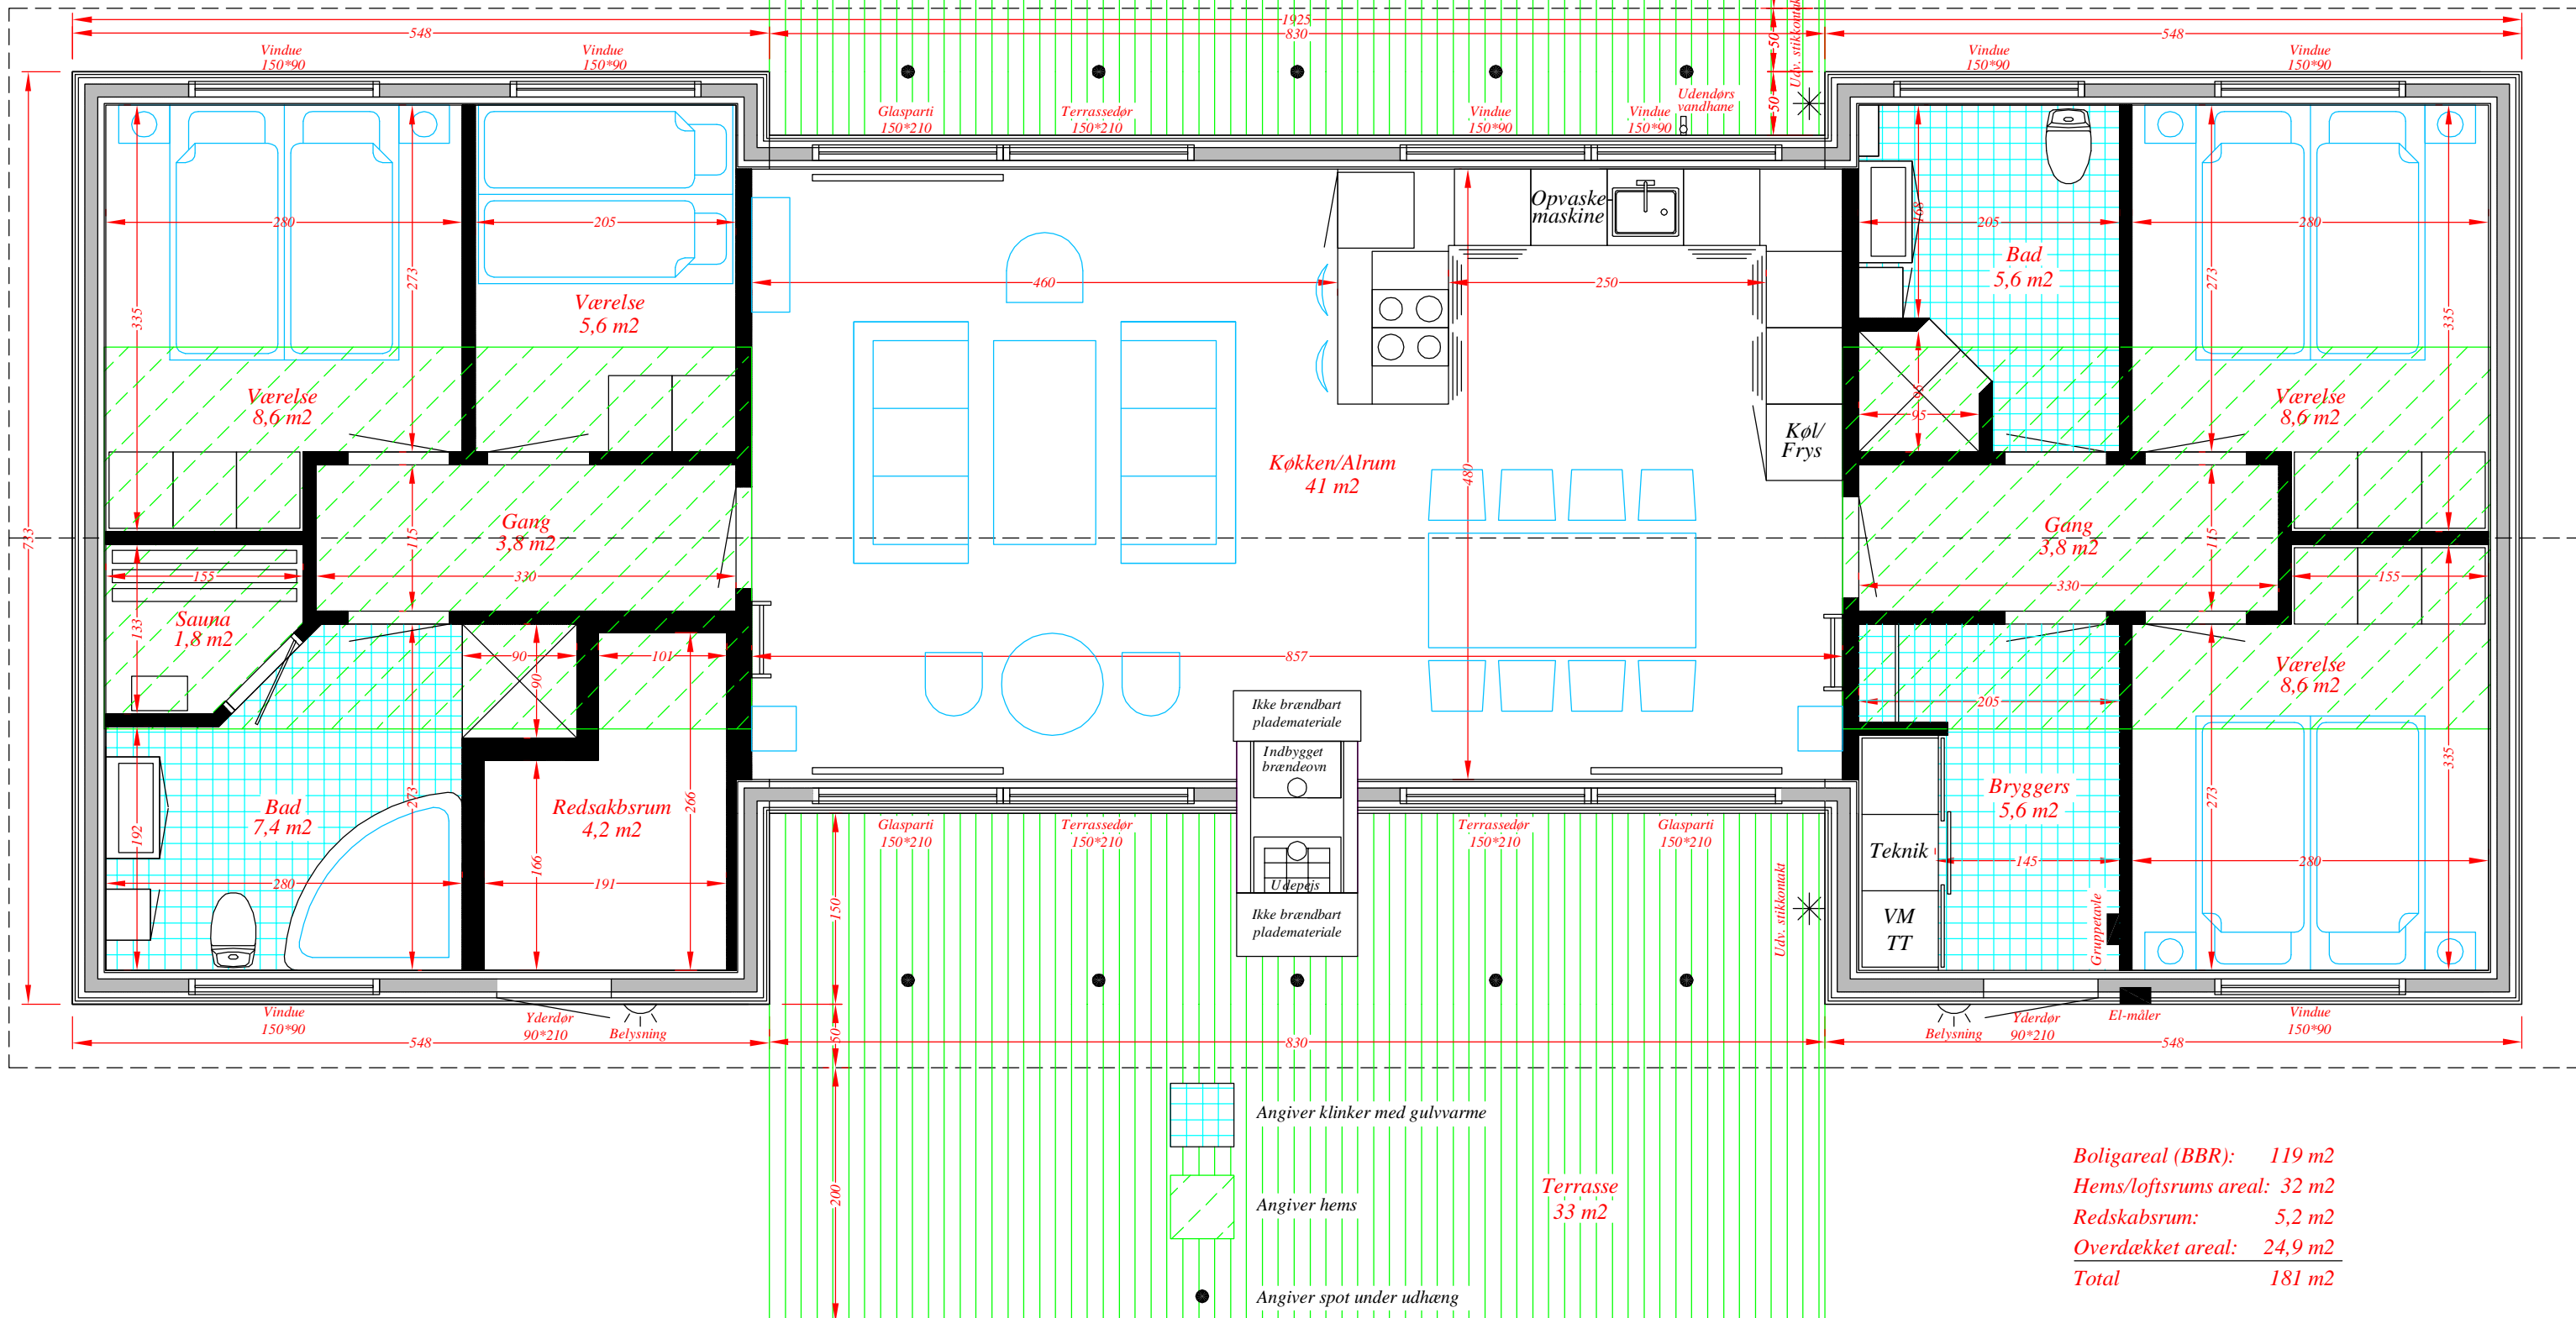 1925
548
830
548
Vindue
150*90
Vindue
150*90
Vindue
150*90
Vindue
150*90
50
Udv. stikkontakt
50
Glasparti
150*210
Terrassedør
150*210
Vindue
150*90
Vindue
150*90
Udendørs
vandhane
280
205
273
335
Værelse
5,6 m2
Værelse
8,6 m2
460
Opvaske-
maskine
250
480
Køl/
Frys
Køkken/Alrum
41 m2
168
205
Bad
5,6 m2
280
273
335
95
95
Værelse
8,6 m2
733
Gang
3,8 m2
115
330
155
Sauna
1,8 m2
133
90
90
101
857
Gang
3,8 m2
115
330
155
Værelse
8,6 m2
205
Bad
7,4 m2
192
273
280
Redsakbsrum
4,2 m2
266
166
191
Ikke brændbart
plademateriale
Indbygget
brændeovn
Udepejs
Ikke brændbart
plademateriale
Bryggers
5,6 m2
Teknik
145
VM
TT
Gruppetavle
273
335
280
Glasparti
150*210
Terrassedør
150*210
Terrassedør
150*210
Glasparti
150*210
Udv. stikkontakt
150
50
200
Vindue
150*90
Yderdør
90*210
Belysning
Belysning
Yderdør
90*210
El-måler
Vindue
150*90
548
830
548
Angiver klinker med gulvvarme
Angiver hems
Angiver spot under udhæng
Terrasse
33 m2
Boligareal (BBR): 119 m2
Hems/loftsrums areal: 32 m2
Redskabsrum: 5,2 m2
Overdækket areal: 24,9 m2
Total 181 m2